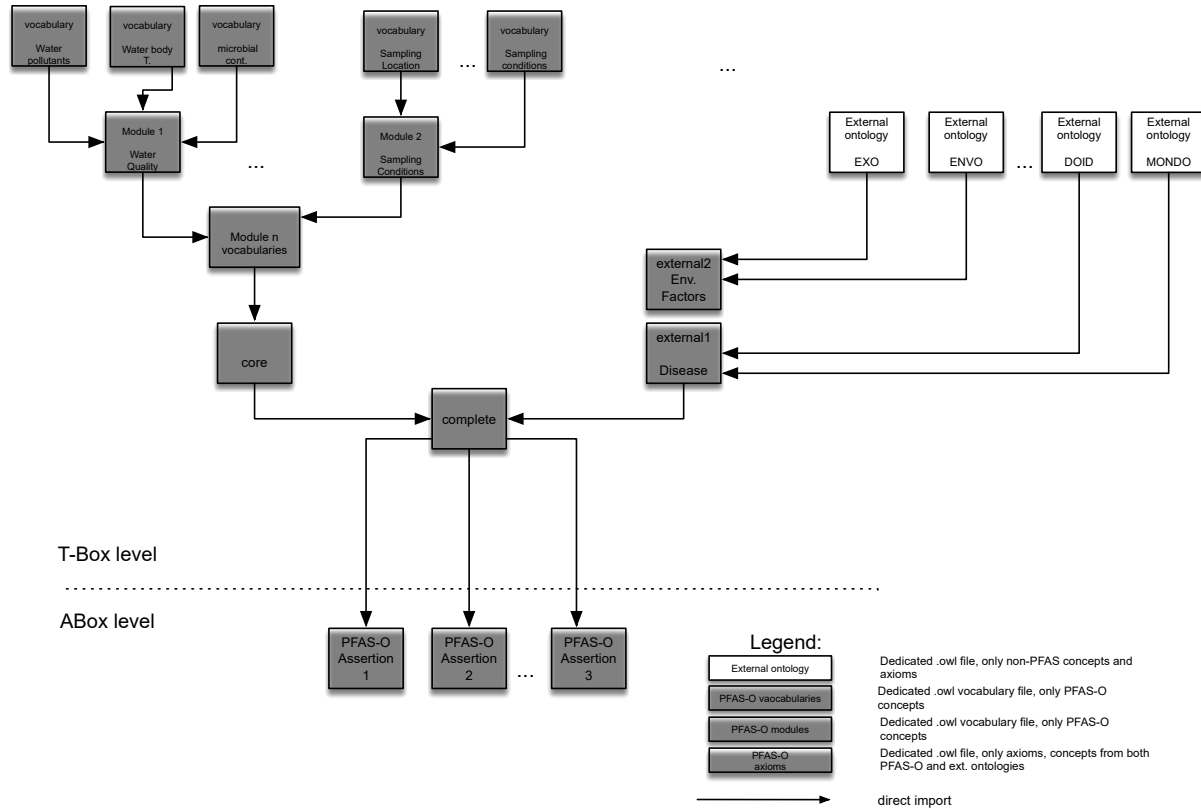 vocabulary
Water
pollutants
vocabulary
Water body
T.
vocabulary
microbial
cont.
vocabulary
Sampling
Location
...
vocabulary
Sampling
conditions
...
Module 1
Water
Quality
...
Module 2
Sampling
Conditions
External
ontology
EXO
External
ontology
ENVO
...
External
ontology
DOID
External
ontology
MONDO
Module n
vocabularies
external2
Env.
Factors
core
external1
Disease
complete
T-Box level
ABox level
PFAS-O
Assertion
1
PFAS-O
Assertion
2
...
PFAS-O
Assertion
3
Legend:
External ontology
Dedicated .owl file, only non-PFAS concepts and
axioms
PFAS-O vaocabularies
Dedicated .owl vocabulary file, only PFAS-O
concepts
PFAS-O modules
Dedicated .owl vocabulary file, only PFAS-O
concepts
PFAS-O
axioms
Dedicated .owl file, only axioms, concepts from both
PFAS-O and ext. ontologies
direct import